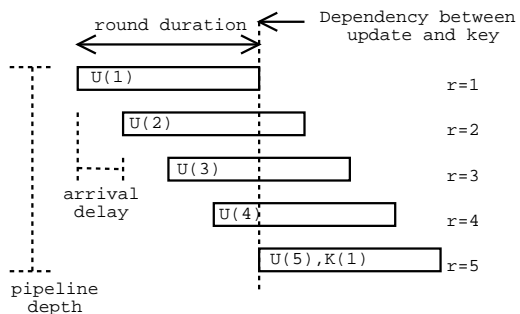 round duration
Dependency between
update and key
U(1)
r=1
U(2)
r=2
U(3)
r=3
arrival
delay
U(4)
r=4
U(5),K(1)
r=5
pipeline
depth